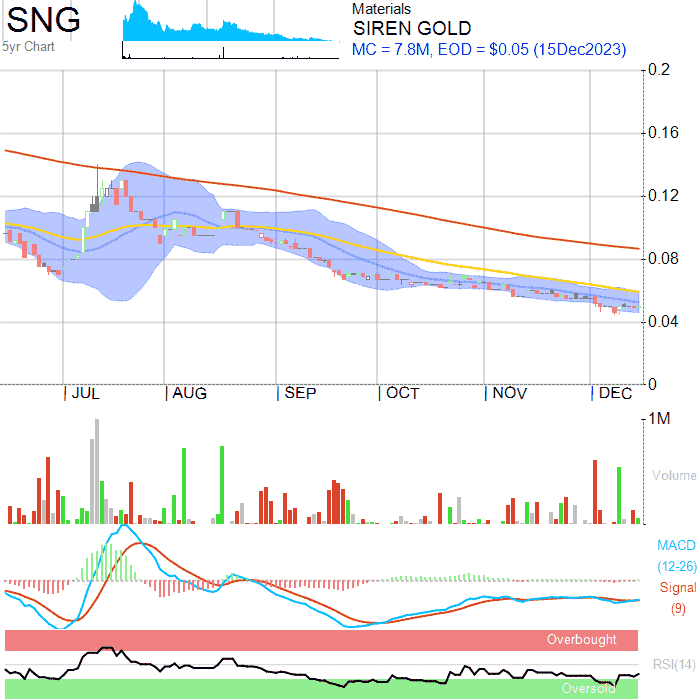 SNG
5yr Chart
Materials
SIREN GOLD
MC = 7.8M, EOD = $0.05 (15Dec2023)
0.2
0.16
0.12
0.08
0.04
0
JUL AUG SEP OCT NOV DEC
1M
Volume
MACD
(12-26)
Signal
(9)
Overbought
RSI(14)
Oversold